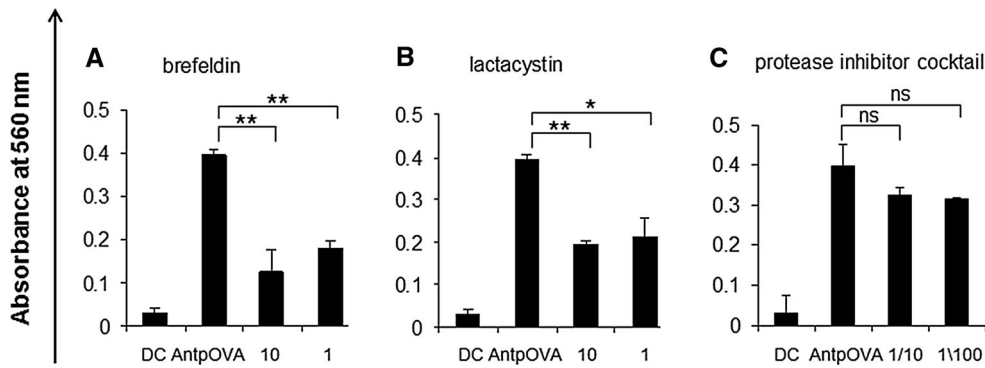 Absorbance at 560 nm
A brefeldin
**
**
0.5
0.4
0.3
0.2
0.1
0
DC AntpOVA 10 1
B lactacystin
*
**
0.5
0.4
0.3
0.2
0.1
0
DC AntpOVA 10 1
C protease inhibitor cocktail
ns
ns
0.5
0.4
0.3
0.2
0.1
0
DC AntpOVA 1/10 1\100